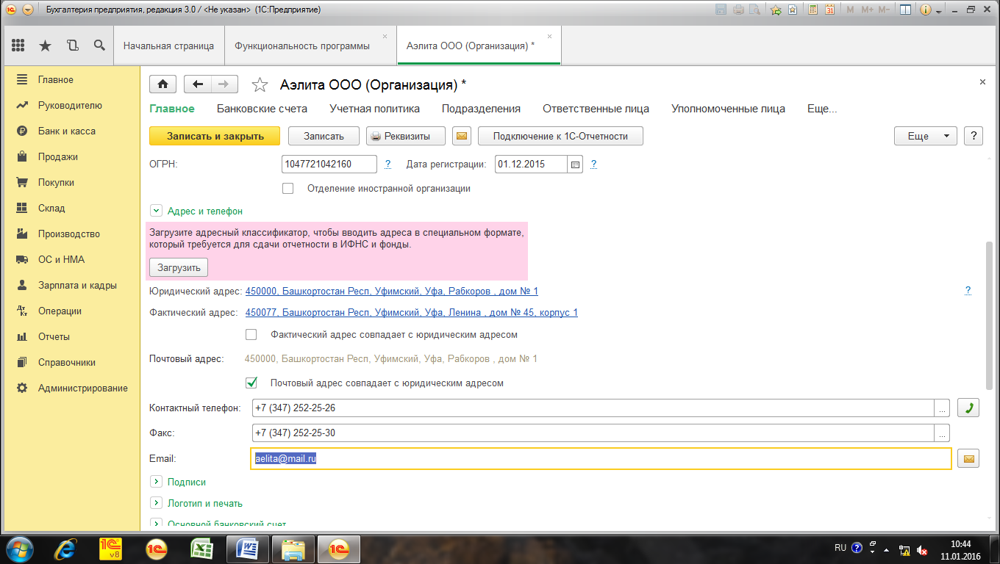 Бухгалтерия предприятия, редакция 3.0 / <Не указан> (1С:Предприятие)
M M+ M-
Начальная страница
Функциональность программы
Аэлита ООО (Организация) *
Главное
Руководителю
Банк и касса
Продажи
Покупки
Склад
Производство
ОС и НМА
Зарплата и кадры
Операции
Отчеты
Справочники
Администрирование
Аэлита ООО (Организация) *
Главное Банковские счета Учетная политика Подразделения Ответственные лица Уполномоченные лица Еще...
Записать и закрыть Записать Реквизиты Подключение к 1С-Отчетности Еще ?
ОГРН: 1047721042160 ? Дата регистрации: 01.12.2015 ?
Отделение иностранной организации
Адрес и телефон
Загрузите адресный классификатор, чтобы вводить адреса в специальном формате,
который требуется для сдачи отчетности в ИФНС и фонды.
Загрузить
Юридический адрес: 450000, Башкортостан Респ, Уфимский, Уфа, Рабкоров , дом № 1 ?
Фактический адрес: 450077, Башкортостан Респ, Уфимский, Уфа, Ленина , дом № 45, корпус 1
Фактический адрес совпадает с юридическим адресом
Почтовый адрес: 450000, Башкортостан Респ, Уфимский, Уфа, Рабкоров , дом № 1
Почтовый адрес совпадает с юридическим адресом
Контактный телефон: +7 (347) 252-25-26 ...
Факс: +7 (347) 252-25-30 ...
Email: aelita@mail.ru
Подписи
Логотип и печать
Основной банковский счет
RU
10:44
11.01.2016